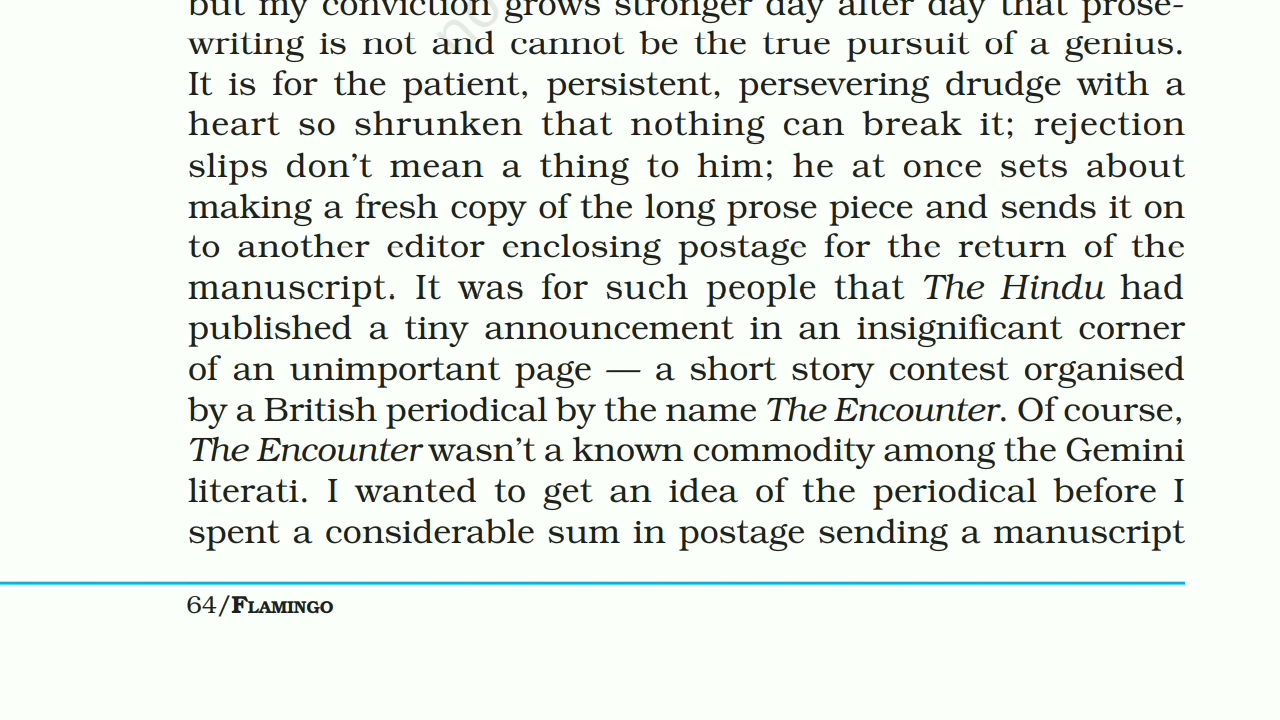 but my conviction grows stronger day after day that prose-
writing is not and cannot be the true pursuit of a genius.
It is for the patient, persistent, persevering drudge with a
heart so shrunken that nothing can break it; rejection
slips don’t mean a thing to him; he at once sets about
making a fresh copy of the long prose piece and sends it on
to another editor enclosing postage for the return of the
manuscript. It was for such people that The Hindu had
published a tiny announcement in an insignificant corner
of an unimportant page — a short story contest organised
by a British periodical by the name The Encounter. Of course,
The Encounter wasn’t a known commodity among the Gemini
literati. I wanted to get an idea of the periodical before I
spent a considerable sum in postage sending a manuscript
64/FLAMINGO